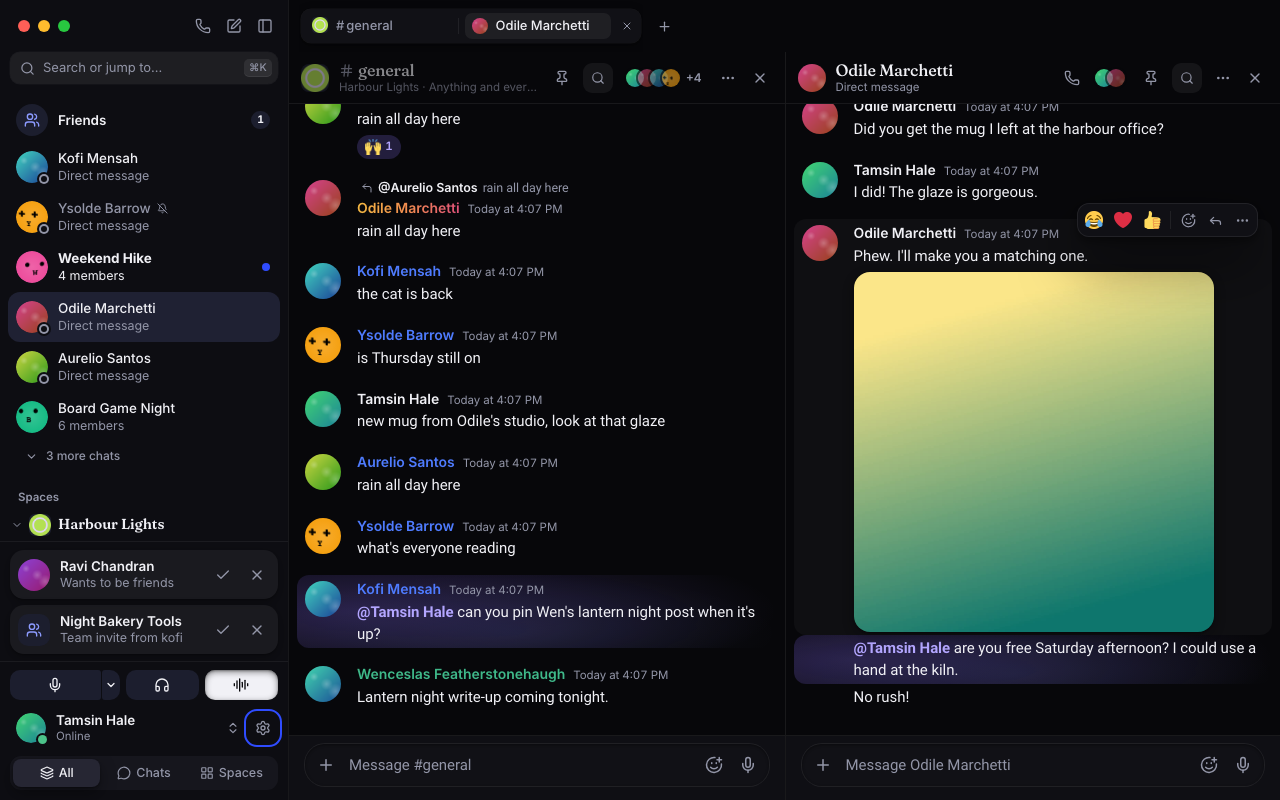 Search or jump to...
⌘K
Friends
1
Kofi Mensah
Direct message
Ysolde Barrow
Direct message
Weekend Hike
4 members
Odile Marchetti
Direct message
Aurelio Santos
Direct message
Board Game Night
6 members
3 more chats
Spaces
Harbour Lights
Ravi Chandran
Wants to be friends
Night Bakery Tools
Team invite from kofi
Tamsin Hale
Online
All
Chats
Spaces
# general
Odile Marchetti
# general
Harbour Lights · Anything and ever...
+4
rain all day here
🙌 1
@Aurelio Santos rain all day here
Odile Marchetti Today at 4:07 PM
rain all day here
Kofi Mensah Today at 4:07 PM
the cat is back
Ysolde Barrow Today at 4:07 PM
is Thursday still on
Tamsin Hale Today at 4:07 PM
new mug from Odile's studio, look at that glaze
Aurelio Santos Today at 4:07 PM
rain all day here
Ysolde Barrow Today at 4:07 PM
what's everyone reading
Kofi Mensah Today at 4:07 PM
@Tamsin Hale can you pin Wen's lantern night post when it's
up?
Wenceslas Featherstonehaugh Today at 4:07 PM
Lantern night write-up coming tonight.
Message #general
Odile Marchetti
Direct message
Odile Marchetti Today at 4:07 PM
Did you get the mug I left at the harbour office?
Tamsin Hale Today at 4:07 PM
I did! The glaze is gorgeous.
Odile Marchetti Today at 4:07 PM
Phew. I'll make you a matching one.
@Tamsin Hale are you free Saturday afternoon? I could use a
hand at the kiln.
No rush!
Message Odile Marchetti